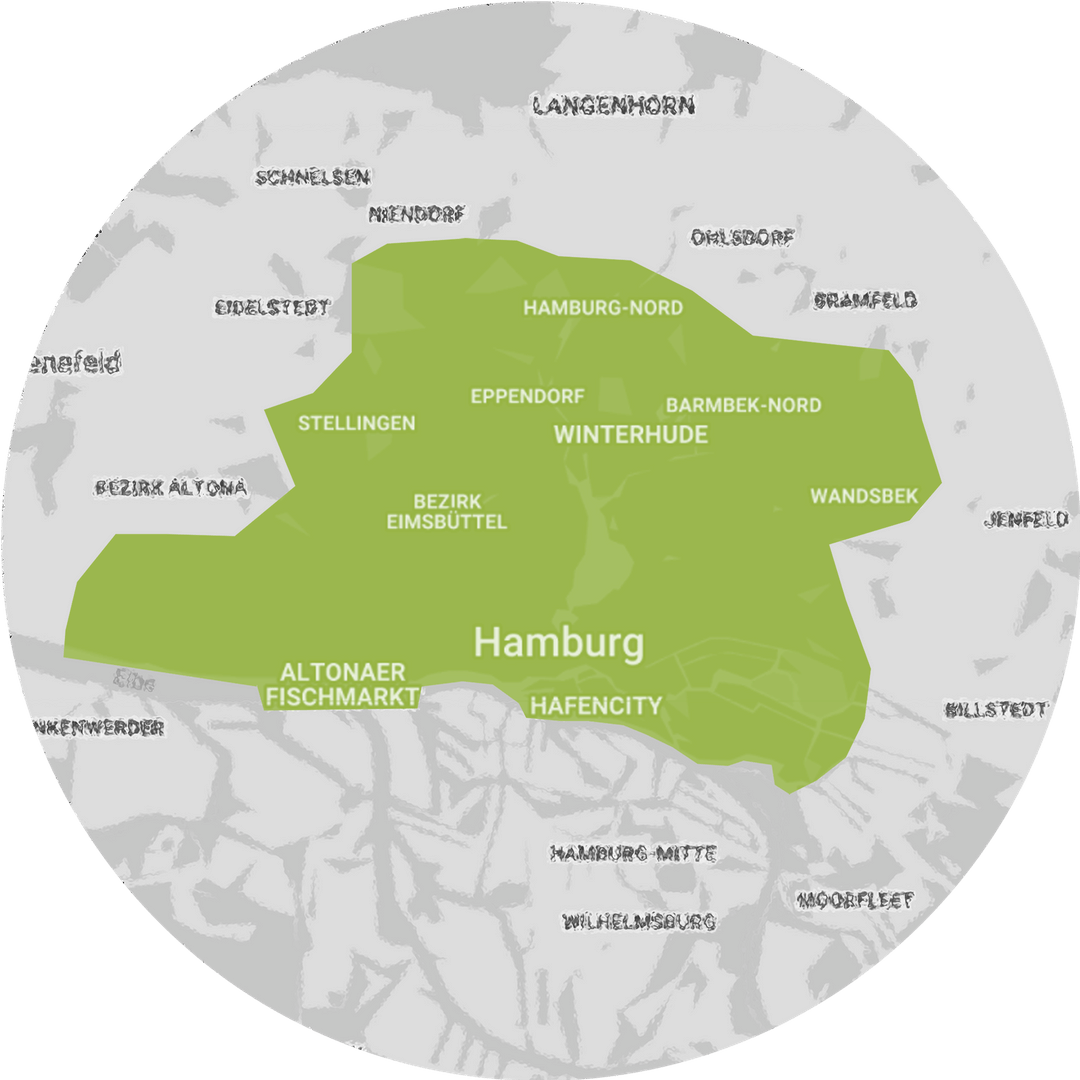 LANGENHORN
SCHNELSEN
NIENDORF
OHLSDORF
EIDELSTEDT
HAMBURG-NORD
BRAMFELD
enefeld
EPPENDORF
BARMBEK-NORD
STELLINGEN
WINTERHUDE
BEZIRK ALTONA
WANDSBEK
BEZIRK
EIMSBÜTTEL
JENFELD
Hamburg
ALTONAER
FISCHMARKT
Elbe
HAFENCITY
BILLSTEDT
NKENWERDER
HAMBURG-MITTE
MOORFLEET
WILHELMSBURG